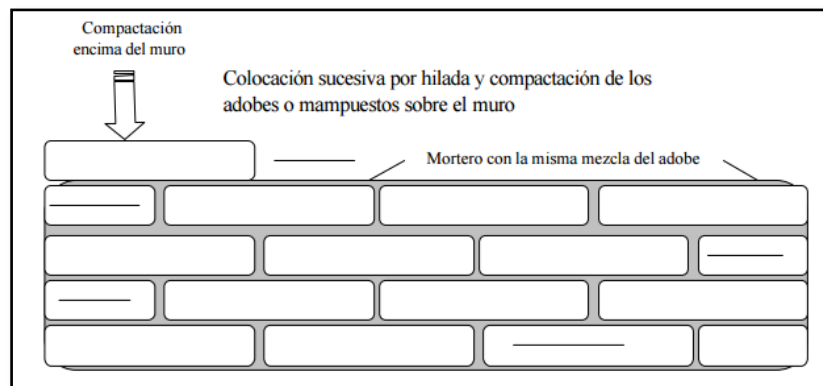 Compactación
encima del muro
Colocación sucesiva por hilada y compactación de los
adobes o mampuestos sobre el muro
Mortero con la misma mezcla del adobe